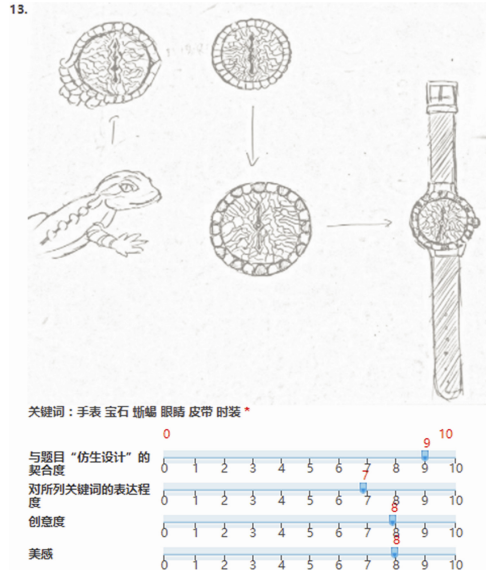 13.
关键词：手表 宝石 蜥蜴 眼睛 皮带 时装 *
0 10
与题目“仿生设计”的
契合度
9
0 1 2 3 4 5 6 7 8 9 10
对所列关键词的表达程
度
7
0 1 2 3 4 5 6 7 8 9 10
创意度
8
0 1 2 3 4 5 6 7 8 9 10
美感
8
0 1 2 3 4 5 6 7 8 9 10